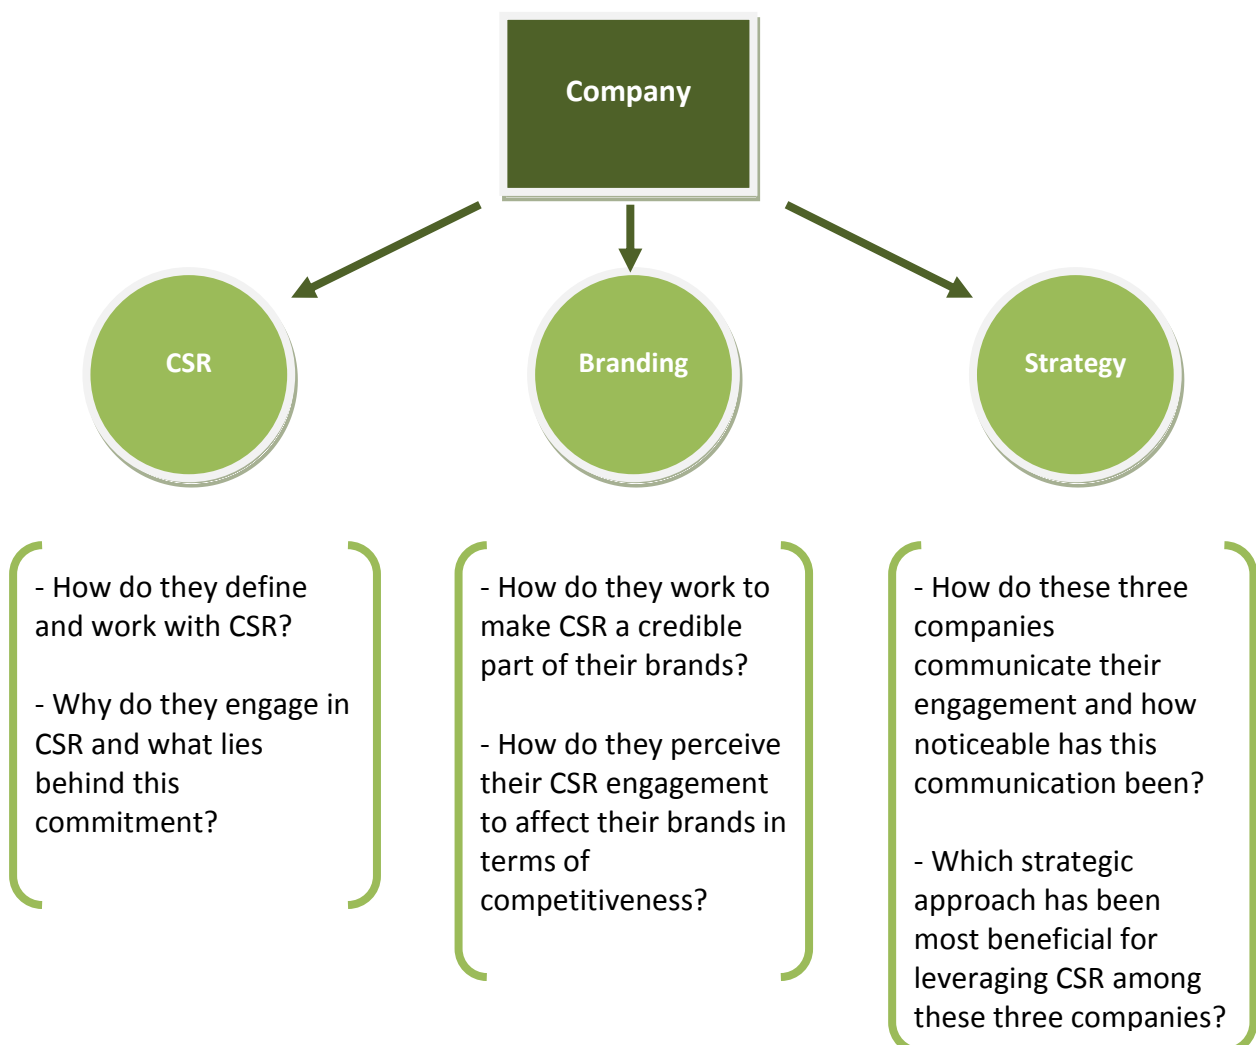 Company
CSR
Branding
Strategy
- How do they define
and work with CSR?
- Why do they engage in
CSR and what lies
behind this
commitment?
- How do they work to
make CSR a credible
part of their brands?
- How do they perceive
their CSR engagement
to affect their brands in
terms of
competitiveness?
- How do these three
companies
communicate their
engagement and how
noticeable has this
communication been?
- Which strategic
approach has been
most beneficial for
leveraging CSR among
these three companies?